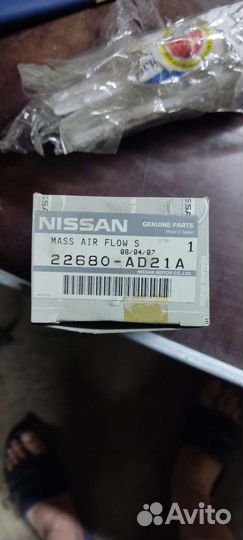 NISSAN
GENUINE PARTS
Made in Japan
MASS AIR FLOW S
1
08/04/07
22680-AD21A
NISSAN MOTOR CO.,LTD.
Avito